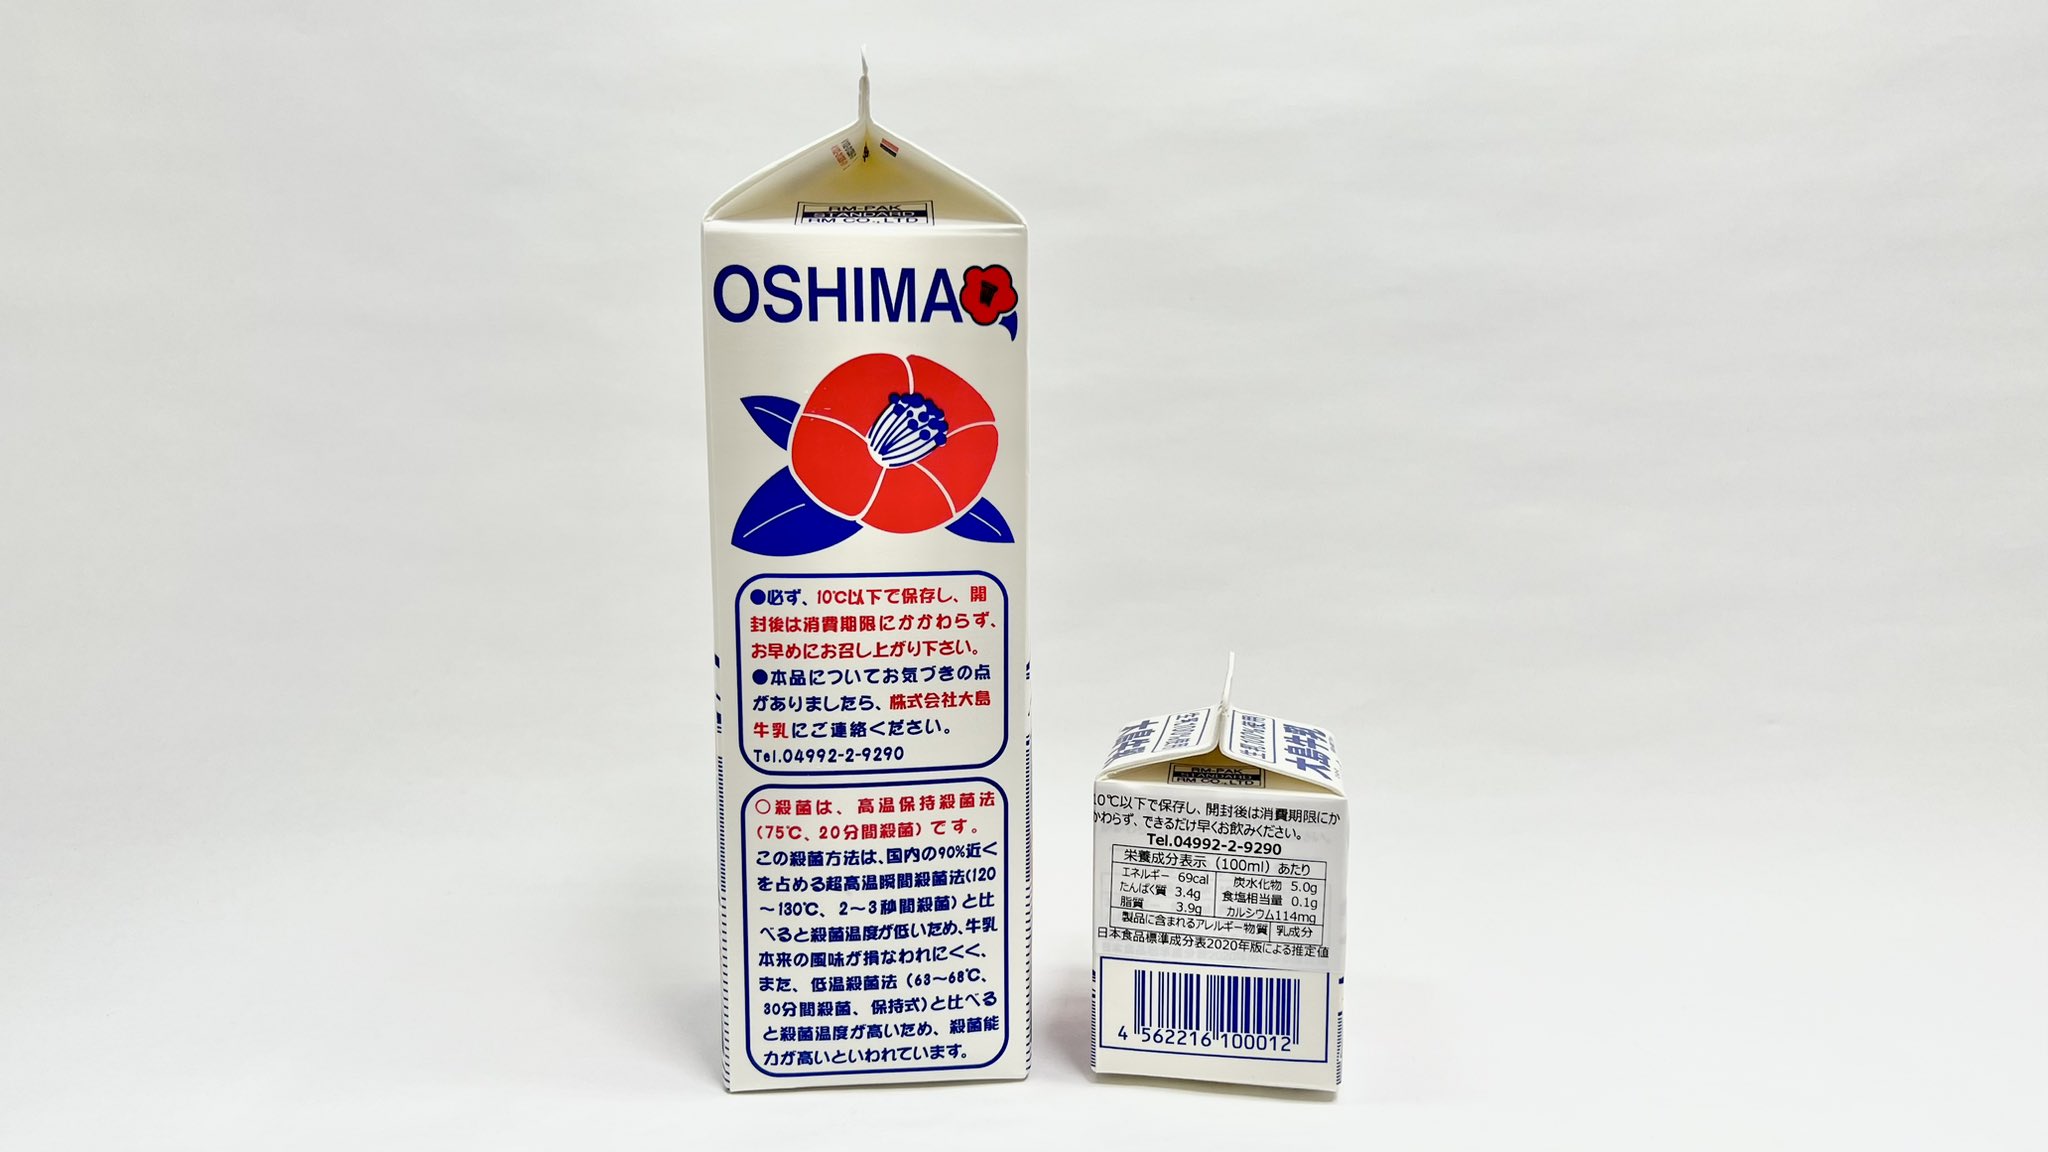 RM-PAK
STANDARD
RM CO.,LTD
OSHIMA
●必ず、10℃以下で保存し、開
封後は消費期限にかかわらず、
お早めにお召し上がり下さい。
●本品についてお気づきの点
がありましたら、株式会社大島
牛乳にご連絡ください。
Tel.04992-2-9290
○殺菌は、高温保持殺菌法
(75℃、20分間殺菌)です。
この殺菌方法は、国内の90%近く
を占める超高温瞬間殺菌法(120
～130℃、2～3秒間殺菌)と比
べると殺菌温度が低いため、牛乳
本来の風味が損なわれにくく、
また、低温殺菌法(63～68℃、
30分間殺菌、保持式)と比べる
と殺菌温度が高いため、殺菌能
力が高いといわれています。
生乳100%使用
大島牛乳
RM-PAK
STANDARD
RM CO.,LTD
10℃以下で保存し、開封後は消費期限にか
かわらず、できるだけ早くお飲みください。
Tel.04992-2-9290
栄養成分表示(100ml)あたり
エネルギー 69cal 炭水化物 5.0g
たんぱく質 3.4g 食塩相当量 0.1g
脂質 3.9g カルシウム114mg
製品に含まれるアレルギー物質 乳成分
日本食品標準成分表2020年版による推定値
4 562216 100012